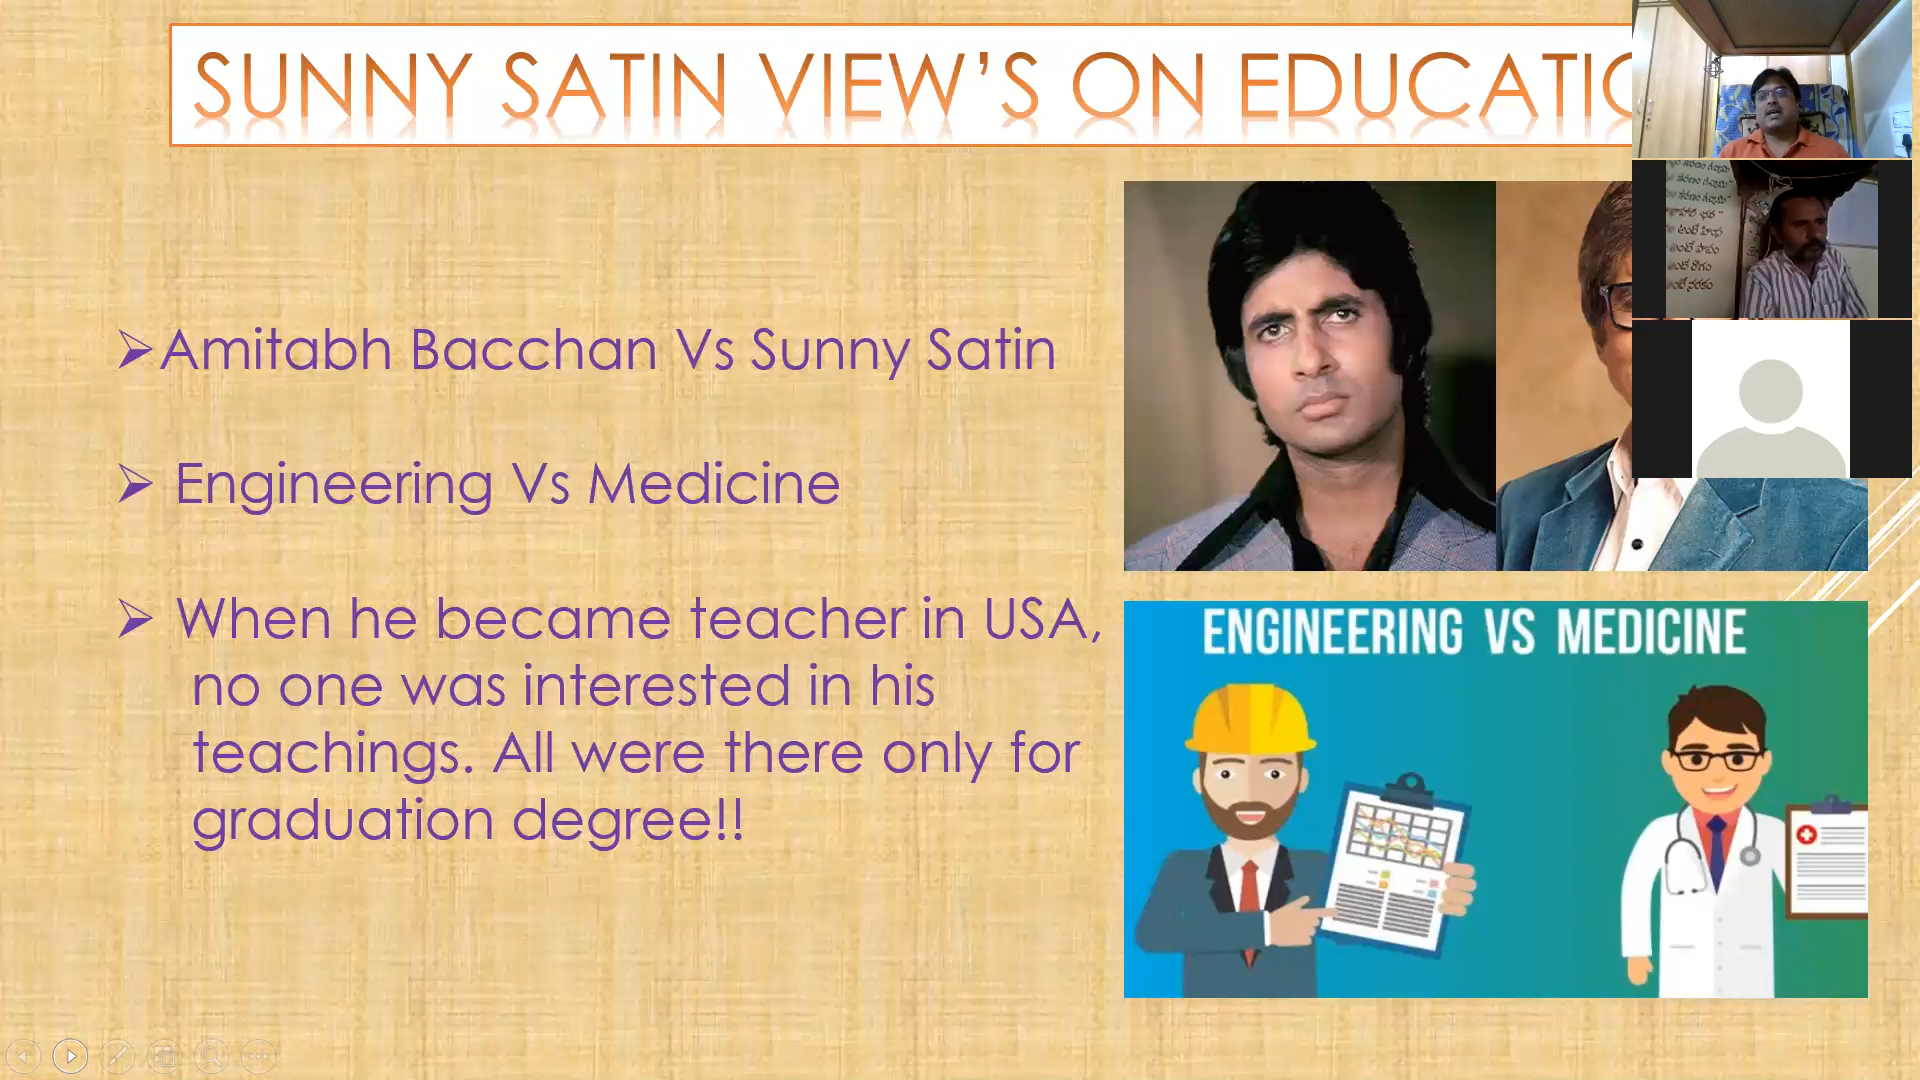 SUNNY SATIN VIEW’S ON
➢Amitabh Bacchan Vs Sunny Satin
➢ Engineering Vs Medicine
➢ When he became teacher in USA,
no one was interested in his
teachings. All were there only for
graduation degree!!
ENGINEERING VS MEDICINE